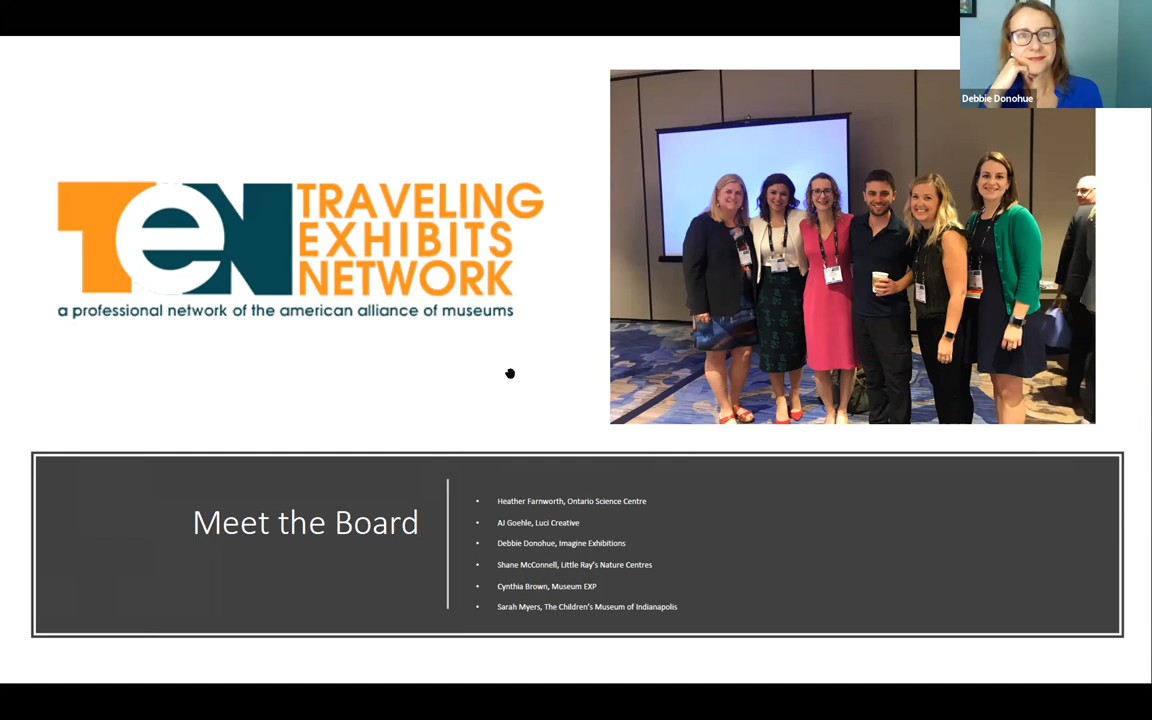 Debbie Donohue
TEN TRAVELING
EXHIBITS
NETWORK
a professional network of the american alliance of museums
Meet the Board
• Heather Farnworth, Ontario Science Centre
• AJ Goehle, Luci Creative
• Debbie Donohue, Imagine Exhibitions
• Shane McConnell, Little Ray's Nature Centres
• Cynthia Brown, Museum EXP
• Sarah Myers, The Children's Museum of Indianapolis